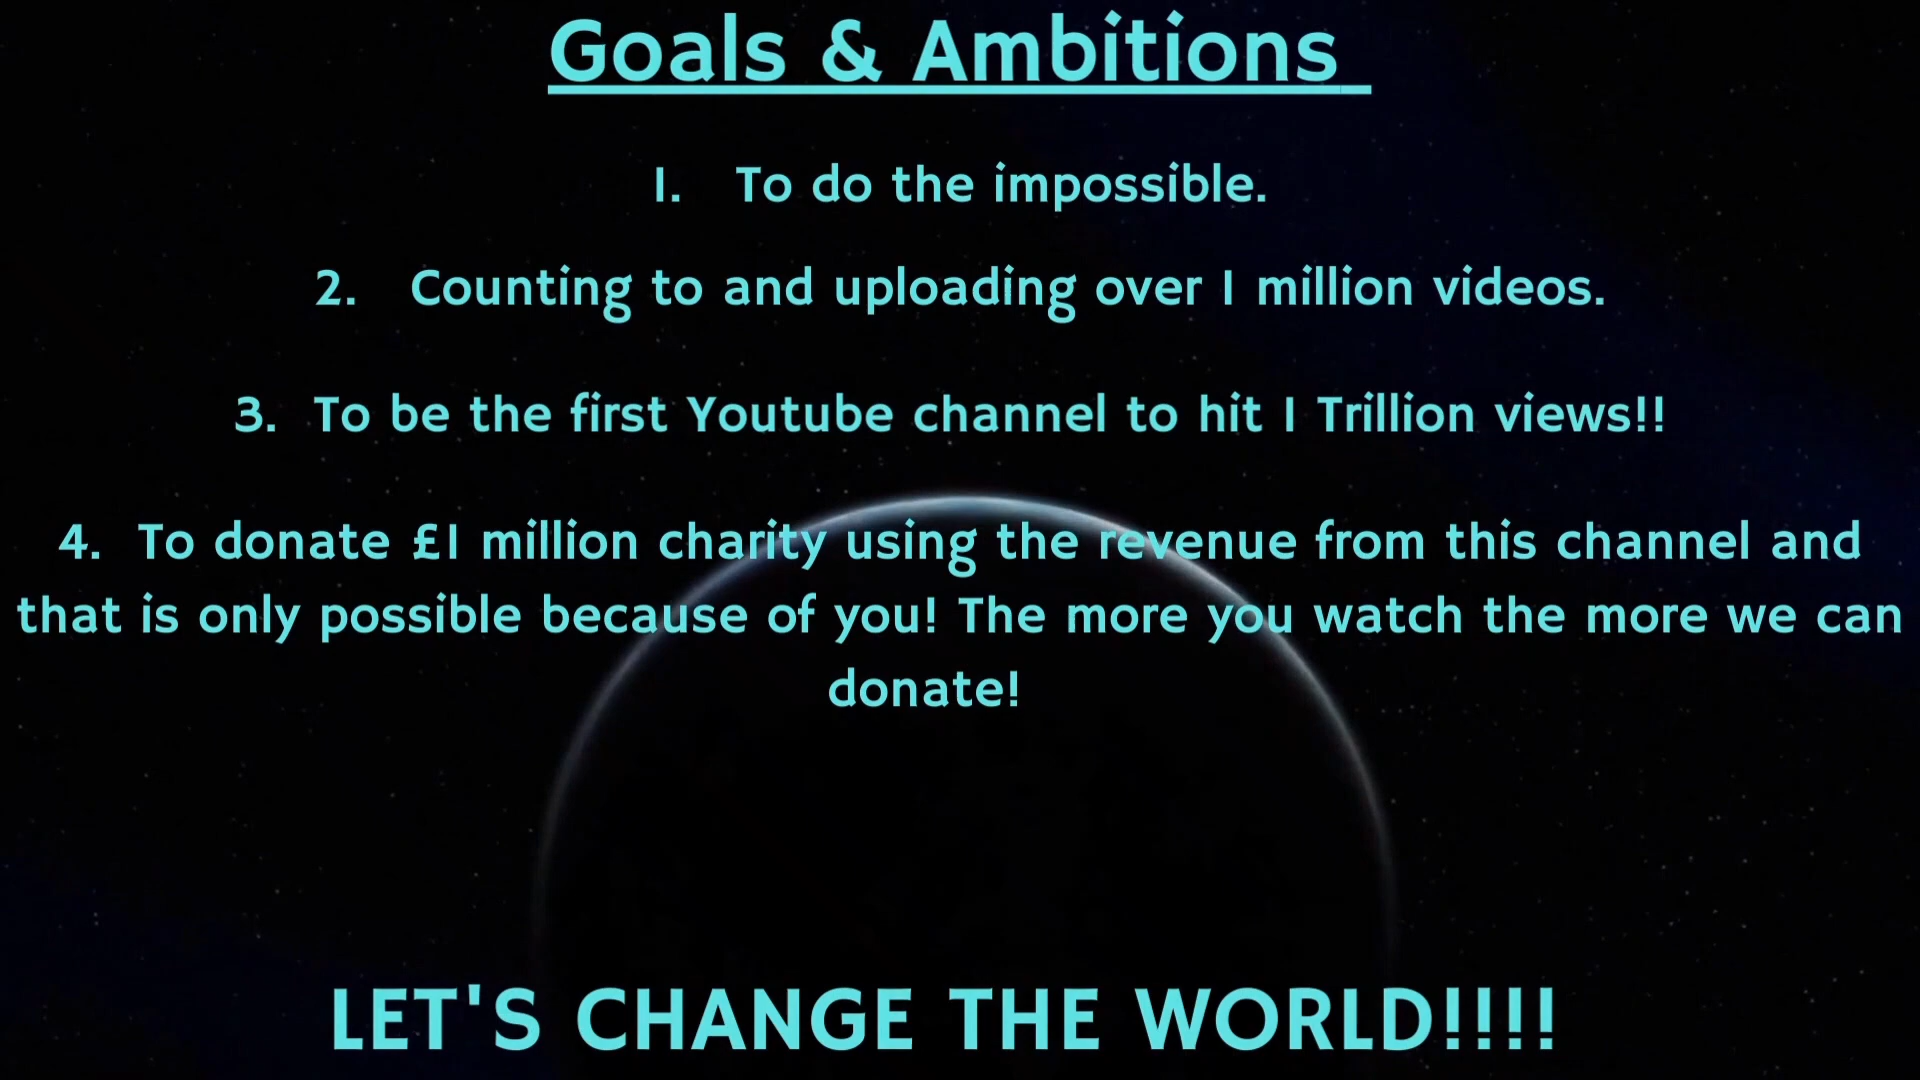 Goals & Ambitions
1. To do the impossible.
2. Counting to and uploading over 1 million videos.
3. To be the first Youtube channel to hit 1 Trillion views!!
4. To donate £1 million charity using the revenue from this channel and
that is only possible because of you! The more you watch the more we can
donate!
LET'S CHANGE THE WORLD!!!!